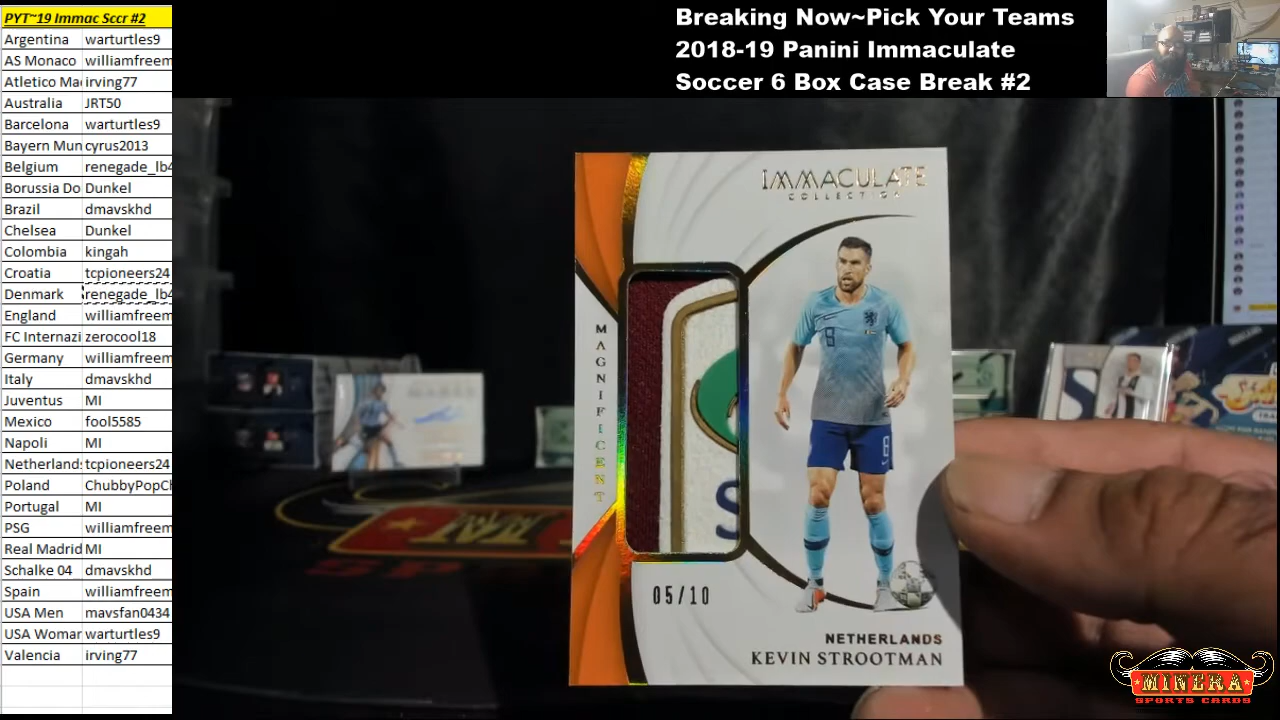 PYT~19 Immac Sccr #2
Argentina warturtles9
AS Monaco williamfreem
Atletico Mad irving77
Australia JRT50
Barcelona warturtles9
Bayern Mun cyrus2013
Belgium renegade_lb4
Borussia Do Dunkel
Brazil dmavskhd
Chelsea Dunkel
Colombia kingah
Croatia tcpioneers24
Denmark renegade_lb4
England williamfreem
FC Internazi zerocool18
Germany williamfreem
Italy dmavskhd
Juventus MI
Mexico fool5585
Napoli MI
Netherlands tcpioneers24
Poland ChubbyPopCh
Portugal MI
PSG williamfreem
Real Madrid MI
Schalke 04 dmavskhd
Spain williamfreem
USA Men mavsfan0434
USA Woman warturtles9
Valencia irving77
Breaking Now~Pick Your Teams
2018-19 Panini Immaculate
Soccer 6 Box Case Break #2
IMMACULATE
COLLECTION
MAGNIFICENT
8
8
S
05/10
NETHERLANDS
KEVIN STROOTMAN
MINERA
SPORTS CARDS